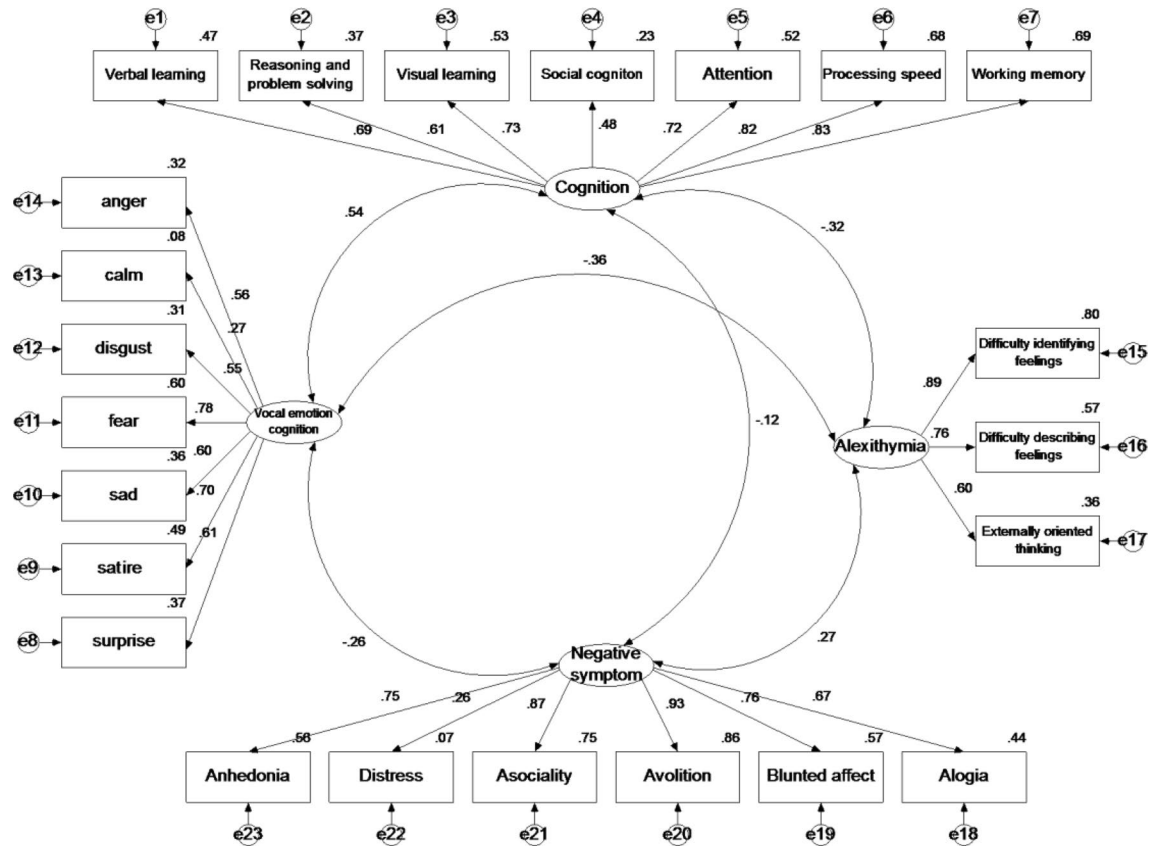 e1 e2 e3 e4 e5 e6 e7
.47 .37 .53 .23 .52 .68 .69
Verbal learning
Reasoning and
problem solving
Visual learning
Social cogniton
Attention
Processing speed
Working memory
.69 .61 .73 .48 .72 .82 .83
Cognition
.54
-.32
-.36
-.12
-.26
.27
.32
e14 anger
.08
e13 calm
.31
e12 disgust
.60
e11 fear
.36
e10 sad
.49
e9 satire
.37
e8 surprise
.56
.27
.55
.78
.60
.70
.61
Vocal emotion
cognition
Alexithymia
.89
.76
.60
.80
Difficulty identifying
feelings
e15
.57
Difficulty describing
feelings
e16
.36
Externally oriented
thinking
e17
Negative
symptom
.75 .26 .87 .93 .76 .67
.56 .07 .75 .86 .57 .44
Anhedonia Distress Asociality Avolition Blunted affect Alogia
e23 e22 e21 e20 e19 e18